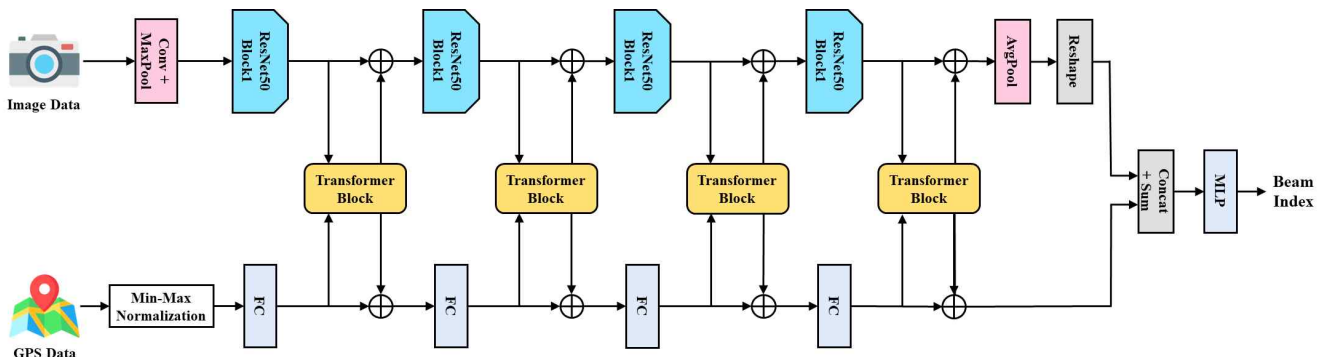 Image Data
Conv +
MaxPool
ResNet50
Block1
ResNet50
Block1
ResNet50
Block1
ResNet50
Block1
AvgPool
Reshape
Transformer
Block
Transformer
Block
Transformer
Block
Transformer
Block
Concat
+ Sum
MLP
Beam
Index
GPS Data
Min-Max
Normalization
FC
FC
FC
FC